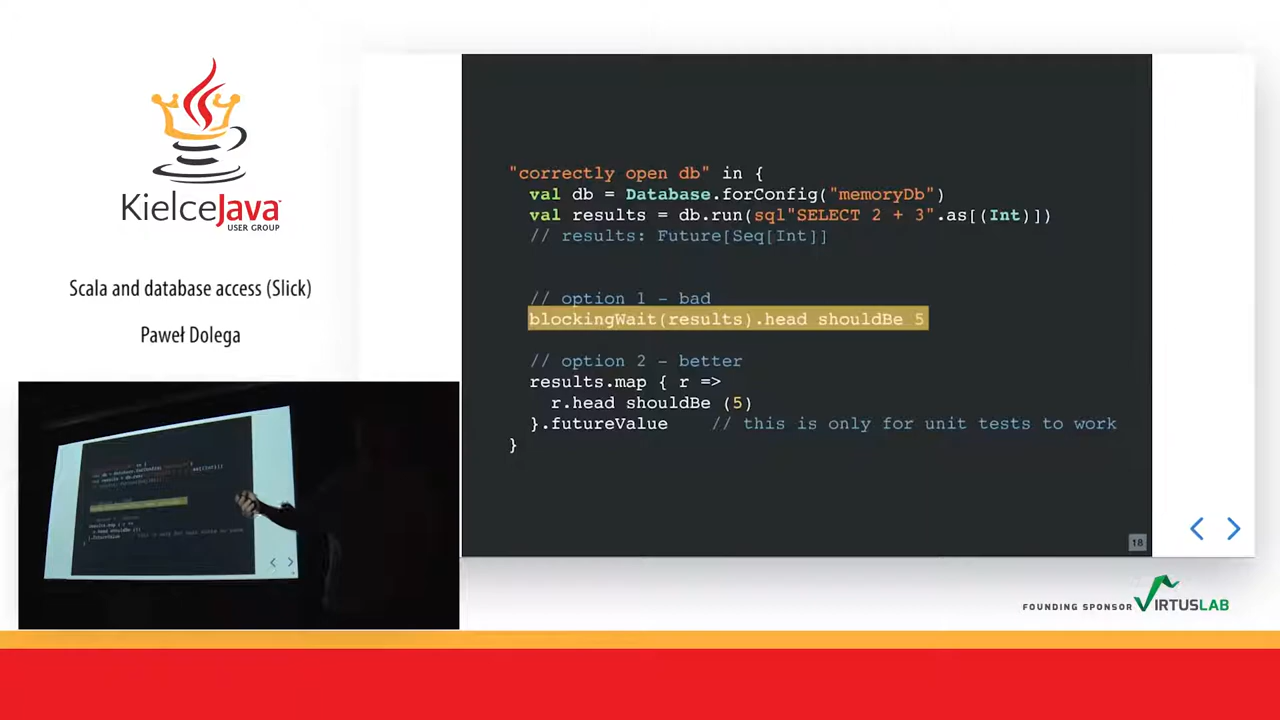 KielceJava
USER GROUP
Scala and database access (Slick)
Paweł Dolega
"correctly open db" in {
val db = Database.forConfig("memoryDb")
val results = db.run(sql"SELECT 2 + 3".as[(Int)])
// results: Future[Seq[Int]]
// option 1 - bad
blockingWait(results).head shouldBe 5
// option 2 - better
results.map { r =>
r.head shouldBe (5)
}.futureValue // this is only for unit tests to work
}
18
FOUNDING SPONSOR VIRTUSLAB